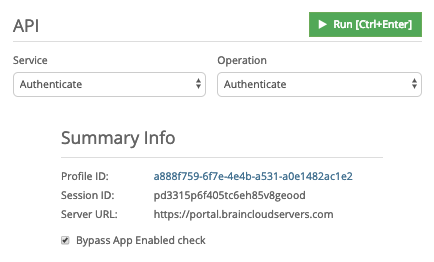 API
Run [Ctrl+Enter]
Service
Operation
Authenticate
Authenticate
Summary Info
Profile ID: a888f759-6f7e-4e4b-a531-a0e1482ac1e2
Session ID: pd3315p6f405tc6eh85v8geood
Server URL: https://portal.braincloudservers.com
Bypass App Enabled check